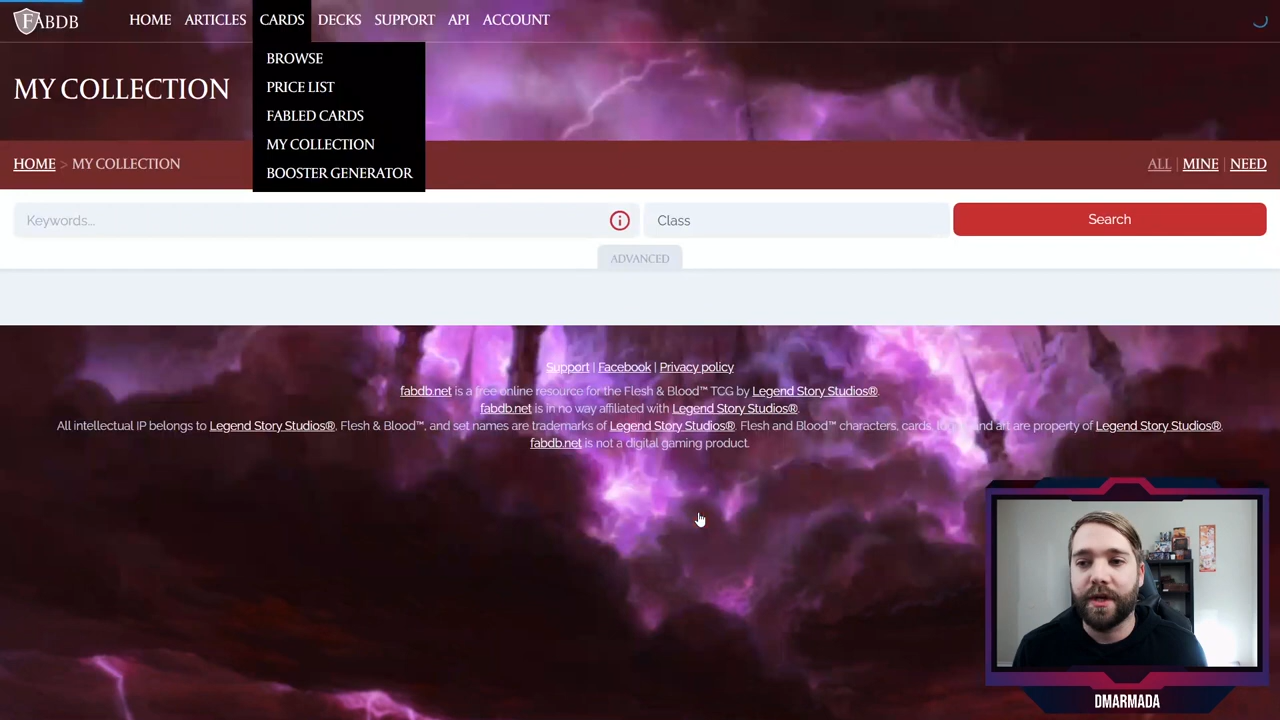 FABDB
HOME ARTICLES CARDS DECKS SUPPORT API ACCOUNT
BROWSE
PRICE LIST
FABLED CARDS
MY COLLECTION
BOOSTER GENERATOR
MY COLLECTION
HOME > MY COLLECTION
ALL | MINE | NEED
Keywords...
Class
Search
ADVANCED
Support | Facebook | Privacy policy
fabdb.net is a free online resource for the Flesh & Blood™ TCG by Legend Story Studios®.
fabdb.net is in no way affiliated with Legend Story Studios®.
All intellectual IP belongs to Legend Story Studios®, Flesh & Blood™, and set names are trademarks of Legend Story Studios®. Flesh and Blood™ characters, cards, and art are property of Legend Story Studios®.
fabdb.net is not a digital gaming product.
DMARMADA